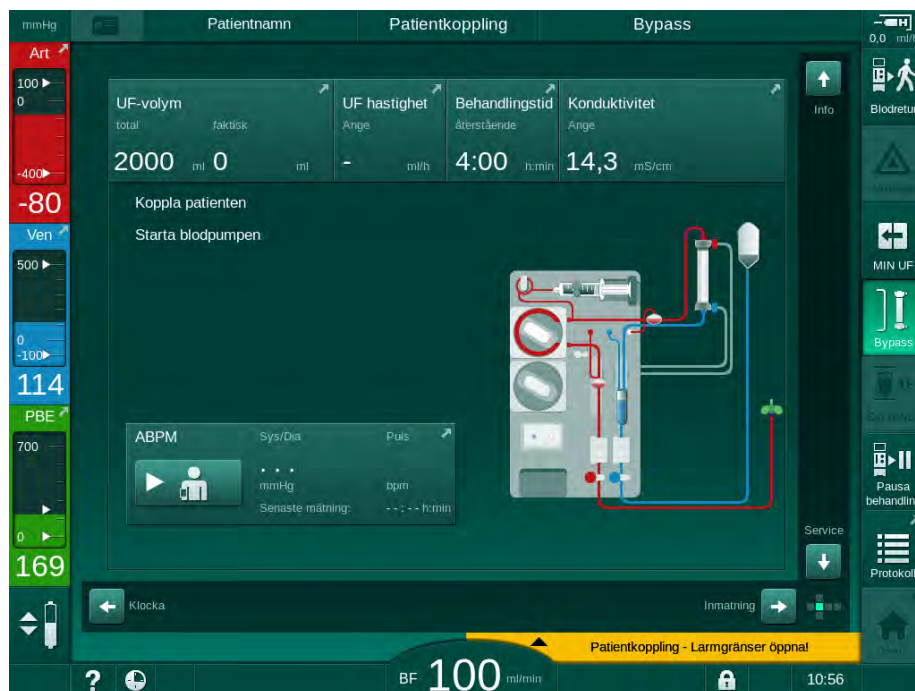 mmHg
Patientnamn
Patientkoppling
Bypass
0,0 ml/h
Art
100
0
-400
-80
Ven
500
0
-100
114
PBE
700
0
169
UF-volym
total
faktisk
2000 ml 0 ml
UF hastighet
Ange
- ml/h
Behandlingstid
återstående
4:00 h:min
Konduktivitet
Ange
14,3 mS/cm
Koppla patienten
Starta blodpumpen
ABPM
Sys/Dia
Puls
. . .
mmHg
bpm
Senaste mätning:
--:-- h:min
Info
Service
Klocka
Inmatning
Blodretur
MIN UF
Bypass
Pausa
behandling
Protokoll
Patientkoppling - Larmgränser öppna!
?
BF 100 ml/min
10:56